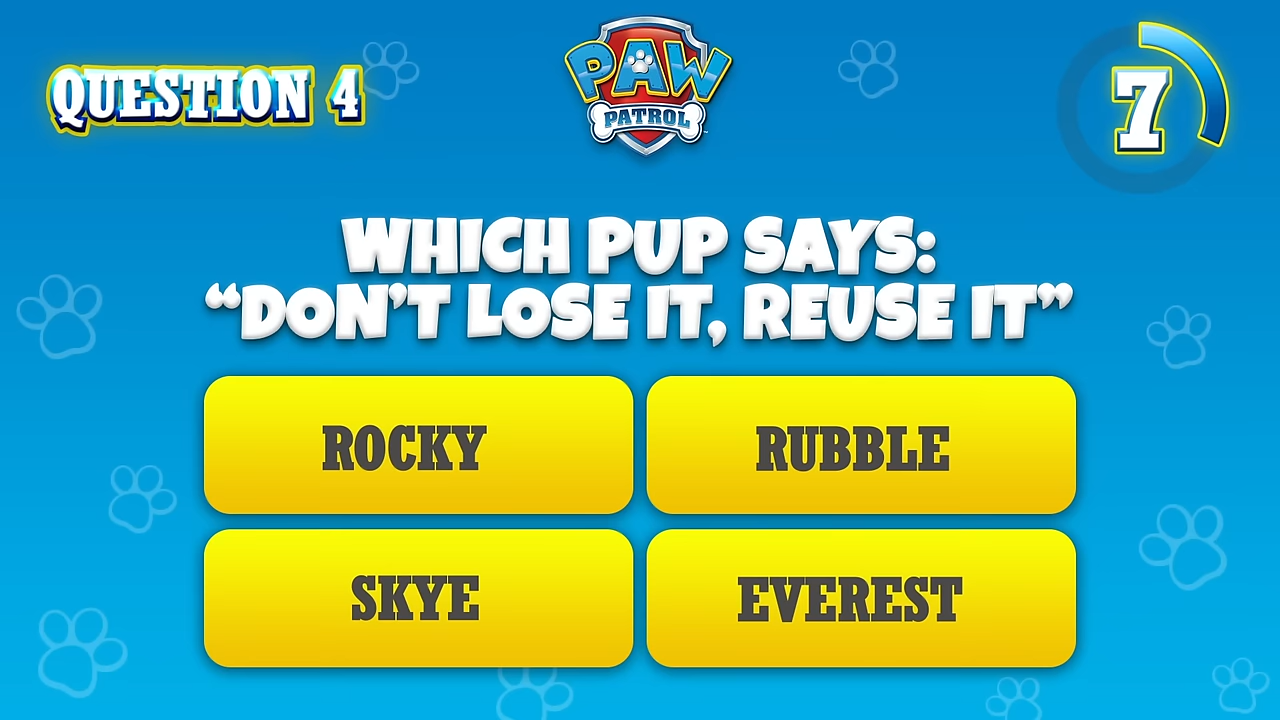 QUESTION 4
PAW
PATROL
7
WHICH PUP SAYS:
“DON’T LOSE IT, REUSE IT”
ROCKY
RUBBLE
SKYE
EVEREST